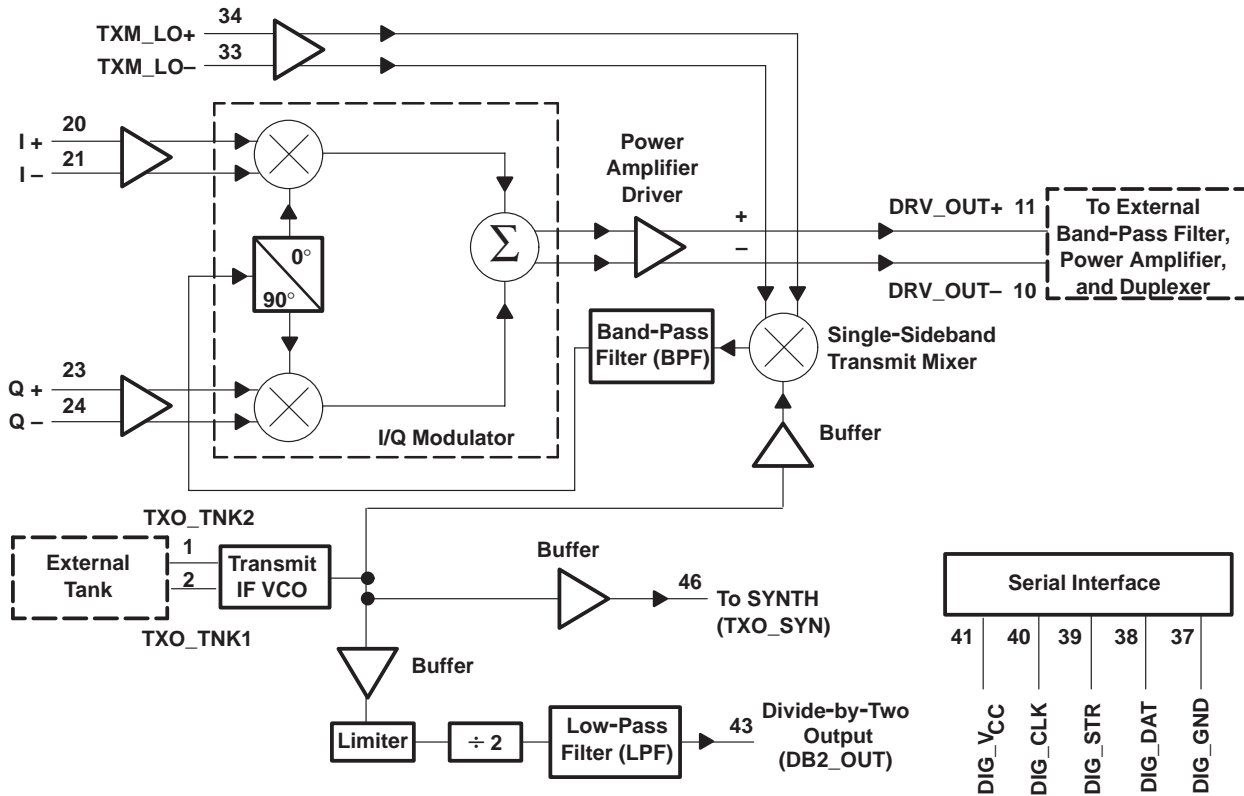 34
TXM_LO+
33
TXM_LO–
20
I +
21
I –
Power
Amplifier
Driver
+
–
DRV_OUT+ 11
DRV_OUT– 10
To External
Band-Pass Filter,
Power Amplifier,
and Duplexer
0°
90°
Σ
Band-Pass
Filter (BPF)
Single-Sideband
Transmit Mixer
23
Q +
24
Q –
I/Q Modulator
Buffer
TXO_TNK2
External
Tank
1
2
Transmit
IF VCO
TXO_TNK1
Buffer
46
To SYNTH
(TXO_SYN)
Buffer
Limiter
÷ 2
Low-Pass
Filter (LPF)
43
Divide-by-Two
Output
(DB2_OUT)
Serial Interface
41 40 39 38 37
DIG_VCC
DIG_CLK
DIG_STR
DIG_DAT
DIG_GND